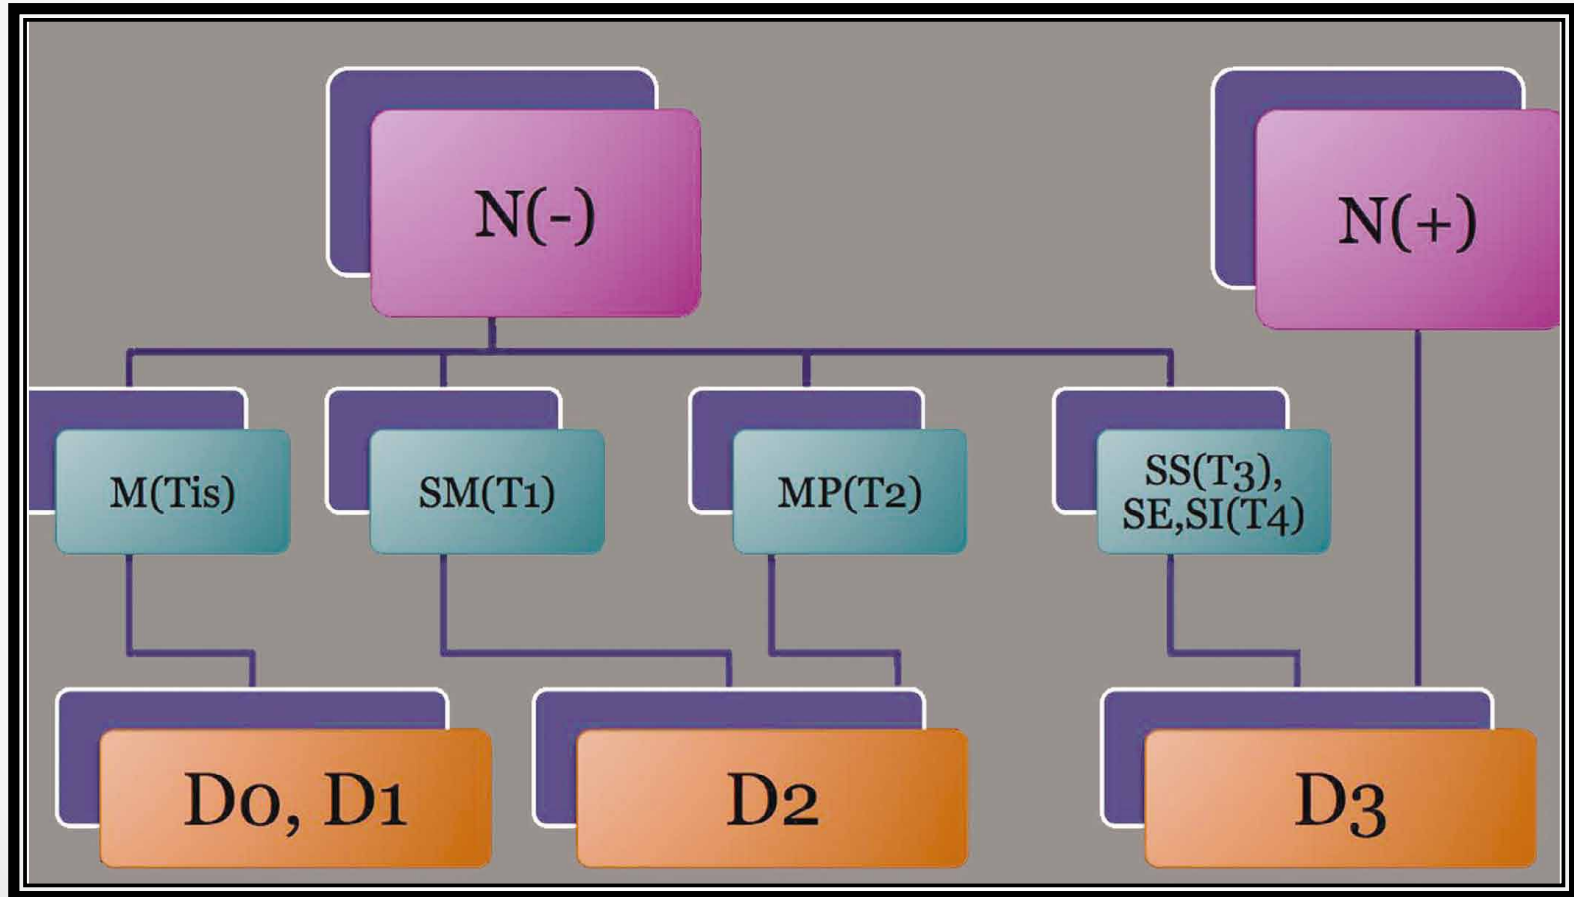 N(-)
N(+)
M(Tis)
SM(T1)
MP(T2)
SS(T3),
SE,SI(T4)
D0, D1
D2
D3